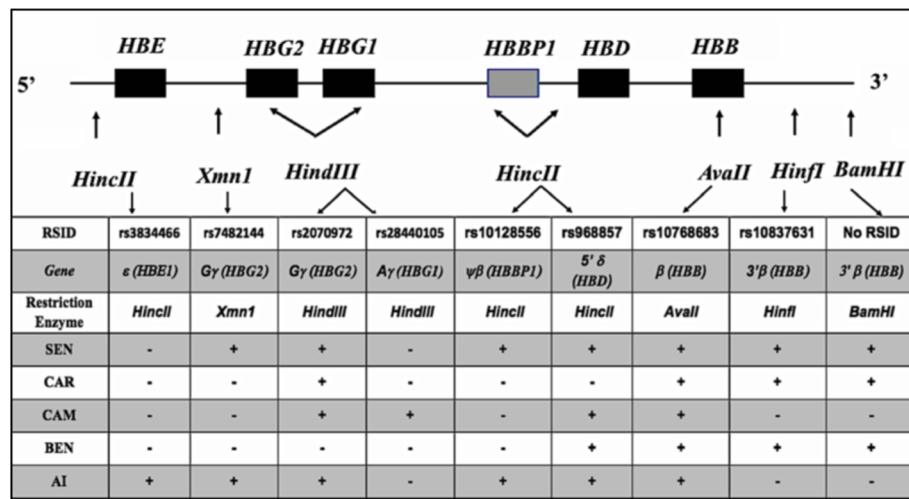 HBE HBG2 HBG1 HBBP1 HBD HBB
5’ 3’
HincII Xmn1 HindIII HincII AvaII HinfI BamHI
RSID rs3834466 rs7482144 rs2070972 rs28440105 rs10128556 rs968857 rs10768683 rs10837631 No RSID
Gene ε (HBE1) Gγ (HBG2) Gγ (HBG2) Aγ (HBG1) ψβ (HBBP1) 5' δ (HBD) β (HBB) 3'β (HBB) 3' β (HBB)
Restriction Enzyme HincII Xmn1 HindIII HindIII HincII HincII AvaII HinfI BamHI
SEN - + + - + + + + +
CAR - - + - - - + + +
CAM - - + + - + + - -
BEN - - - - - + + + +
AI + + + - + + + - -